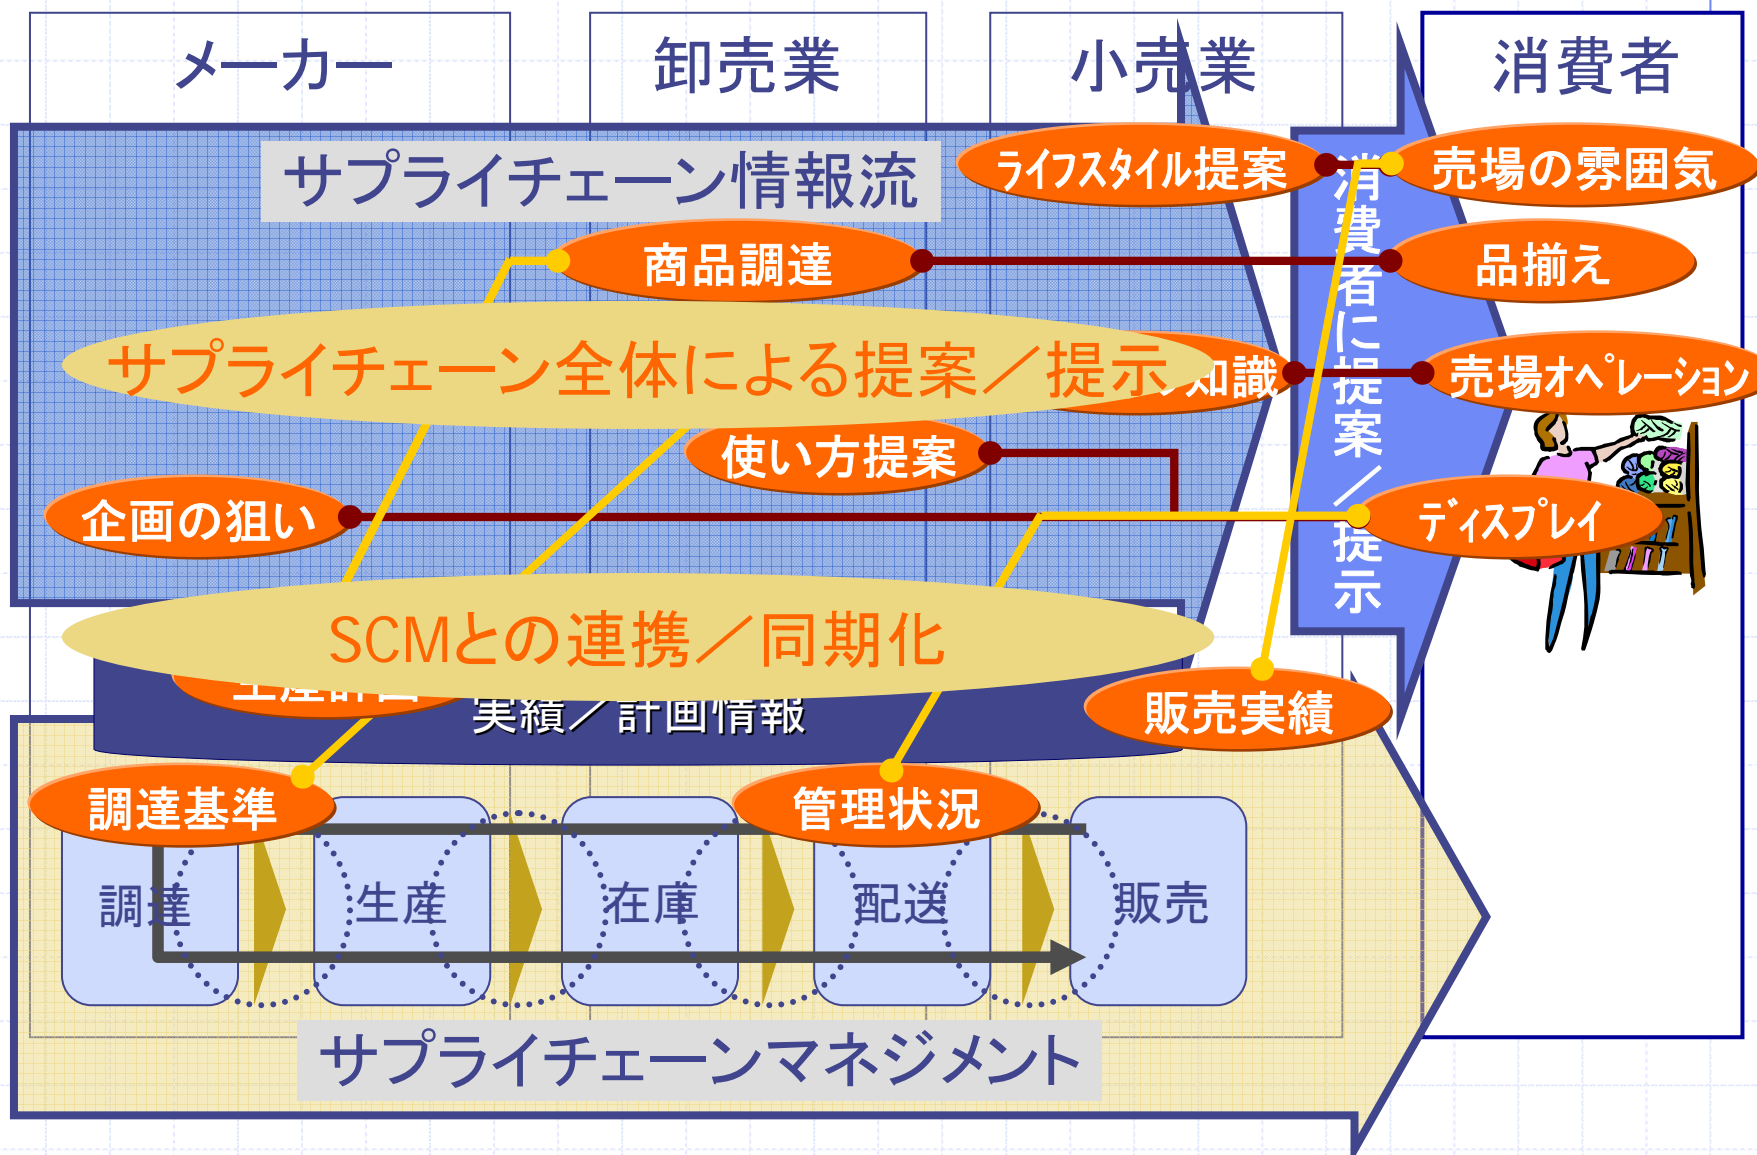 メーカー
卸売業
小売業
消費者
サプライチェーン情報流
ライフスタイル提案
売場の雰囲気
商品調達
品揃え
消費者に提案／提示
サプライチェーン全体による提案／提示
知識
売場オペレーション
使い方提案
企画の狙い
ディスプレイ
SCMとの連携／同期化
生産計画
実績／計画情報
販売実績
調達基準
管理状況
調達
生産
在庫
配送
販売
サプライチェーンマネジメント